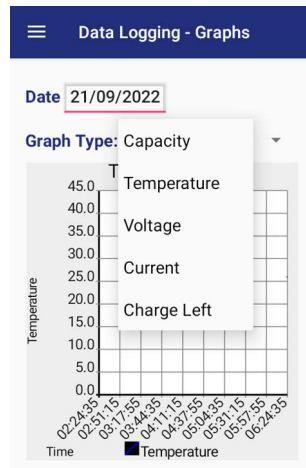 Data Logging - Graphs
Date 21/09/2022
Graph Type:
Capacity
Temperature
Voltage
Current
Charge Left
T
45.0
40.0
35.0
30.0
25.0
20.0
15.0
10.0
5.0
0.0
Temperature
02:24:35
02:51:15
03:17:55
03:44:35
04:11:15
04:37:55
05:04:35
05:31:15
05:57:55
06:24:35
Time
Temperature